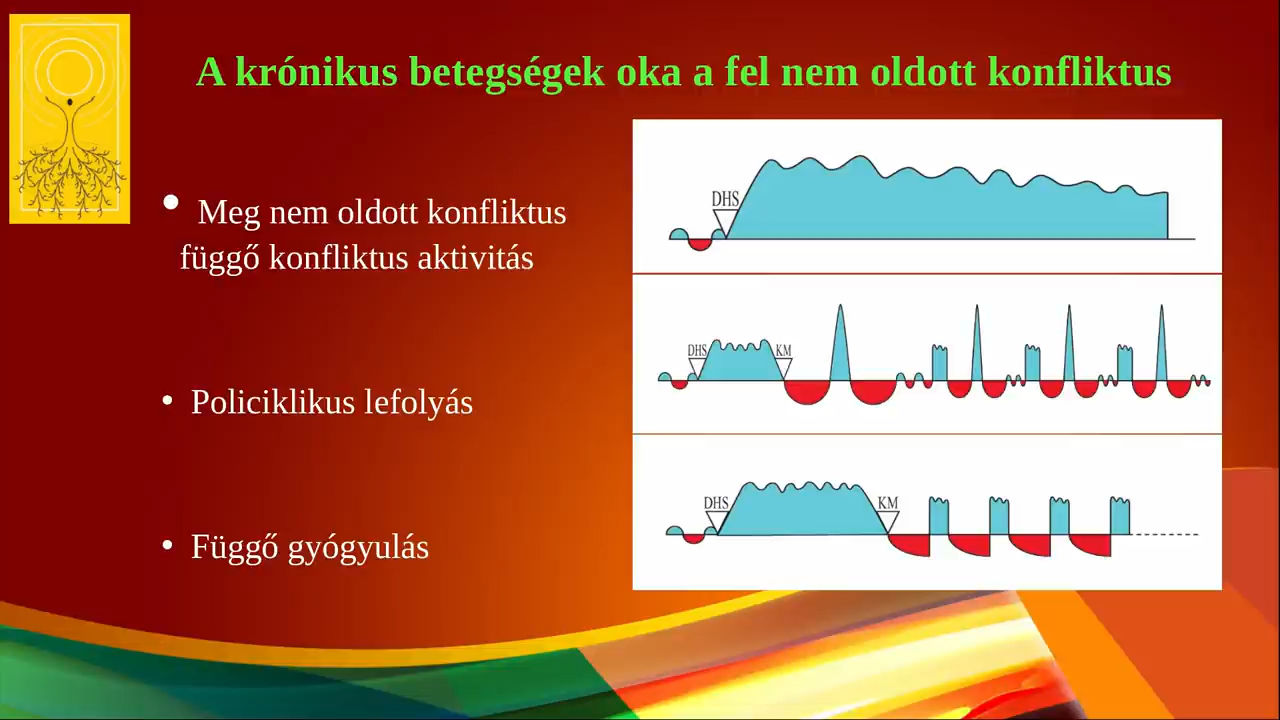 A krónikus betegségek oka a fel nem oldott konfliktus
• Meg nem oldott konfliktus
függő konfliktus aktivitás
• Policiklikus lefolyás
• Függő gyógyulás
DHS
DHS KM
DHS KM